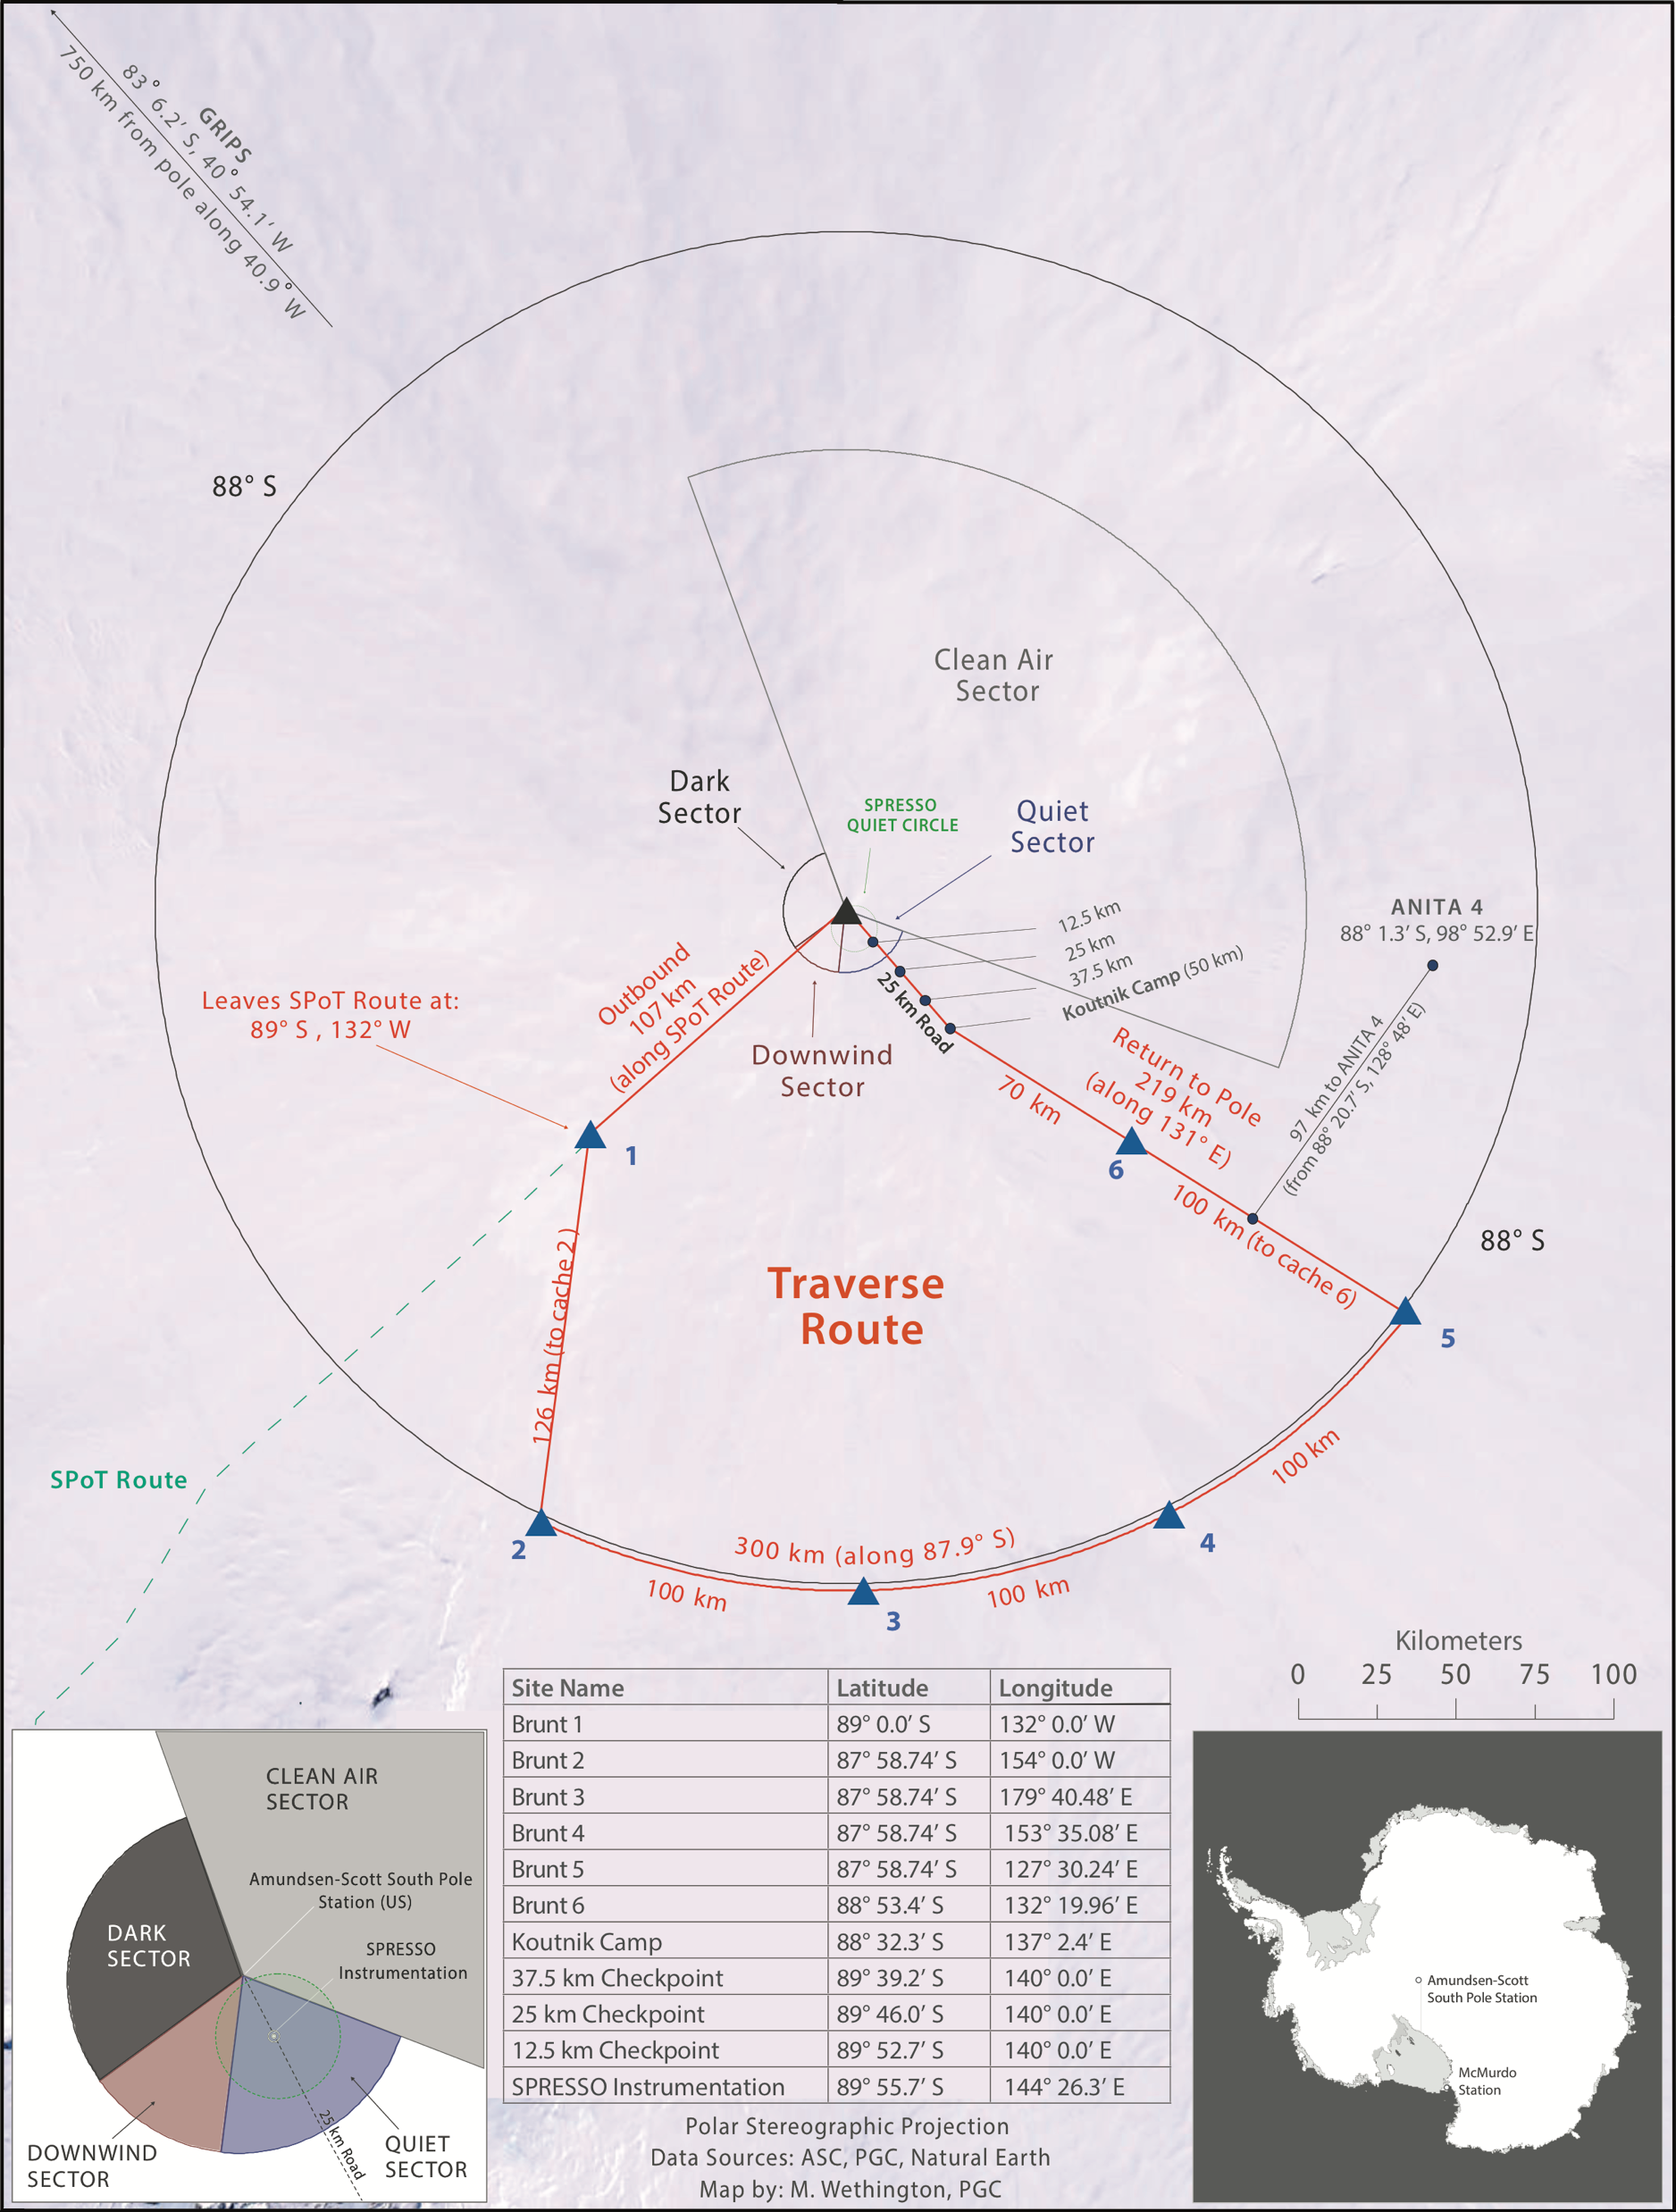 GRIPS
83° 6.2’ S, 40° 54.1’ W
750 km from pole along 40.9° W
88° S
Clean Air
Sector
Dark
Sector
SPRESSO
QUIET CIRCLE
Quiet
Sector
12.5 km
25 km
37.5 km
Koutnik Camp (50 km)
25 km Road
ANITA 4
88° 1.3’ S, 98° 52.9’ E
97 km to ANITA 4
(from 88° 20.7’ S, 128° 48’ E)
Leaves SPoT Route at:
89° S , 132° W
Outbound
107 km
(along SPoT Route)
Downwind
Sector
Return to Pole
219 km
(along 131° E)
70 km
1
6
100 km (to cache 6)
88° S
126 km (to cache 2 )
Traverse
Route
5
SPoT Route
100 km
2
300 km (along 87.9° S)
4
100 km
100 km
3
Kilometers
0 25 50 75 100
Site Name Latitude Longitude
Brunt 1 89° 0.0’ S 132° 0.0’ W
Brunt 2 87° 58.74’ S 154° 0.0’ W
Brunt 3 87° 58.74’ S 179° 40.48’ E
Brunt 4 87° 58.74’ S 153° 35.08’ E
Brunt 5 87° 58.74’ S 127° 30.24’ E
Brunt 6 88° 53.4’ S 132° 19.96’ E
Koutnik Camp 88° 32.3’ S 137° 2.4’ E
37.5 km Checkpoint 89° 39.2’ S 140° 0.0’ E
25 km Checkpoint 89° 46.0’ S 140° 0.0’ E
12.5 km Checkpoint 89° 52.7’ S 140° 0.0’ E
SPRESSO Instrumentation 89° 55.7’ S 144° 26.3’ E
Polar Stereographic Projection
Data Sources: ASC, PGC, Natural Earth
Map by: M. Wethington, PGC
CLEAN AIR
SECTOR
Amundsen-Scott South Pole
Station (US)
DARK
SECTOR
SPRESSO
Instrumentation
25 km Road
DOWNWIND
SECTOR
QUIET
SECTOR
Amundsen-Scott
South Pole Station
McMurdo
Station